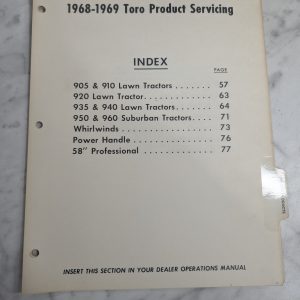 1968-1969 Toro Product Servicing
INDEX
PAGE
905 & 910 Lawn Tractors . . . . . . . 57
920 Lawn Tractor . . . . . . . . . . . . 63
935 & 940 Lawn Tractors . . . . . . . 64
950 & 960 Suburban Tractors . . . . 71
Whirlwinds . . . . . . . . . . . . . . . 73
Power Handle . . . . . . . . . . . . . . 76
58" Professional . . . . . . . . . . . . 77
INSERT THIS SECTION IN YOUR DEALER OPERATIONS MANUAL